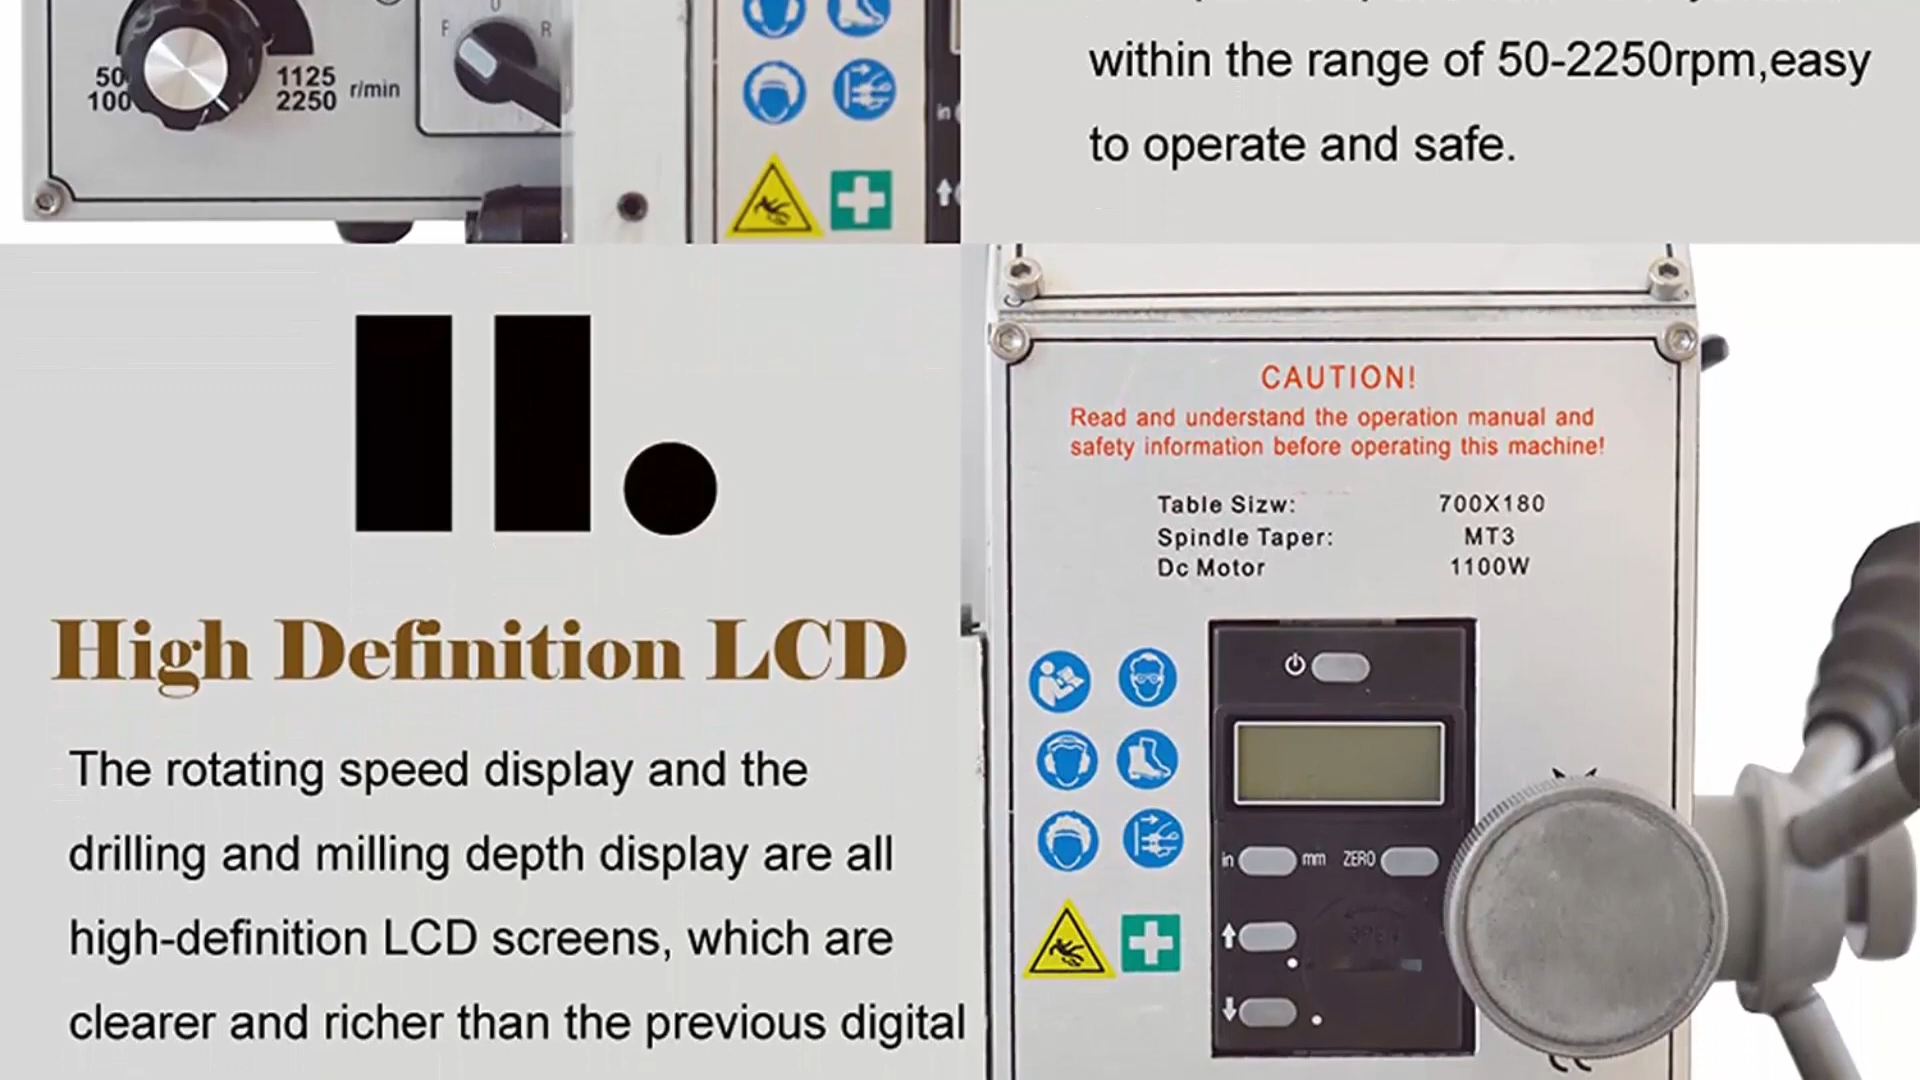 F
R
50
100
1125
2250
r/min
in
within the range of 50-2250rpm,easy
to operate and safe.
II.
High Definition LCD
The rotating speed display and the
drilling and milling depth display are all
high-definition LCD screens, which are
clearer and richer than the previous digital
CAUTION!
Read and understand the operation manual and
safety information before operating this machine!
Table Sizw: 700X180
Spindle Taper: MT3
Dc Motor 1100W
in mm ZERO